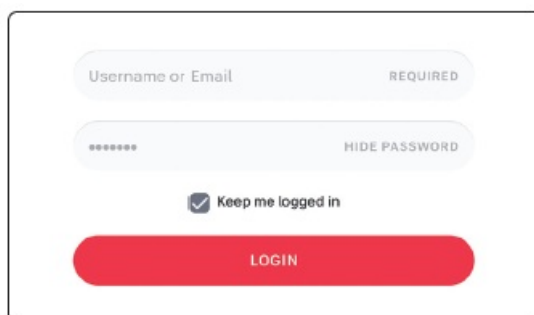 Username or Email REQUIRED
••••••• HIDE PASSWORD
Keep me logged in
LOGIN